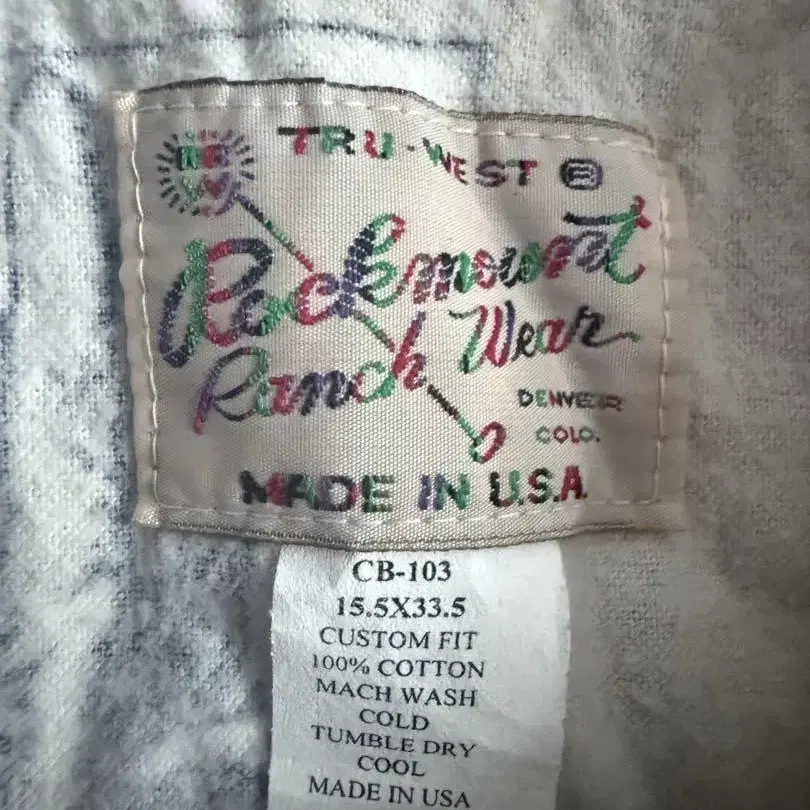 TRU-WEST ®
Rockmount
Ranch Wear
DENVER
COLO.
MADE IN U.S.A.
CB-103
15.5X33.5
CUSTOM FIT
100% COTTON
MACH WASH
COLD
TUMBLE DRY
COOL
MADE IN USA